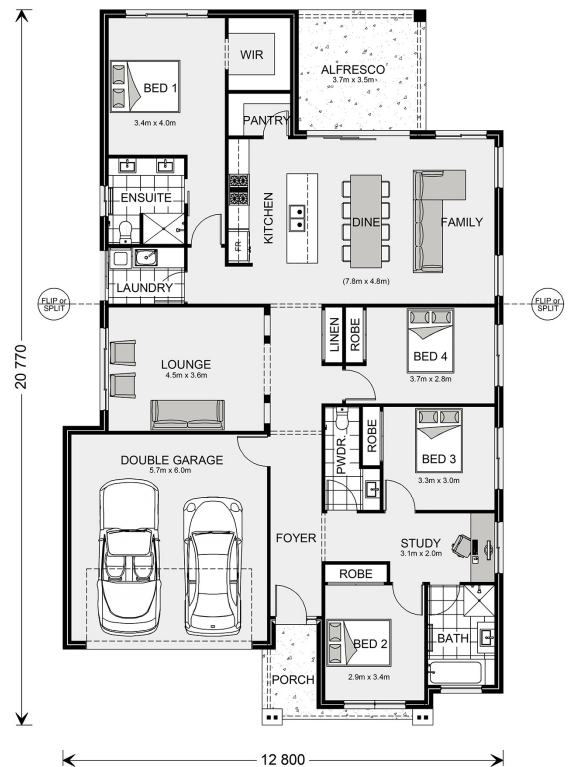 WIR
BED 1
3.4m x 4.0m
ALFRESCO
3.7m x 3.5m
PANTRY
ENSUITE
KITCHEN
DINE
FAMILY
FR.
(7.8m x 4.8m)
LAUNDRY
FLIP or
SPLIT
FLIP or
SPLIT
LINEN
ROBE
BED 4
3.7m x 2.8m
LOUNGE
4.5m x 3.6m
20 770
DOUBLE GARAGE
5.7m x 6.0m
PWDR.
ROBE
BED 3
3.3m x 3.0m
FOYER
STUDY
3.1m x 2.0m
ROBE
BED 2
2.9m x 3.4m
BATH
PORCH
12 800